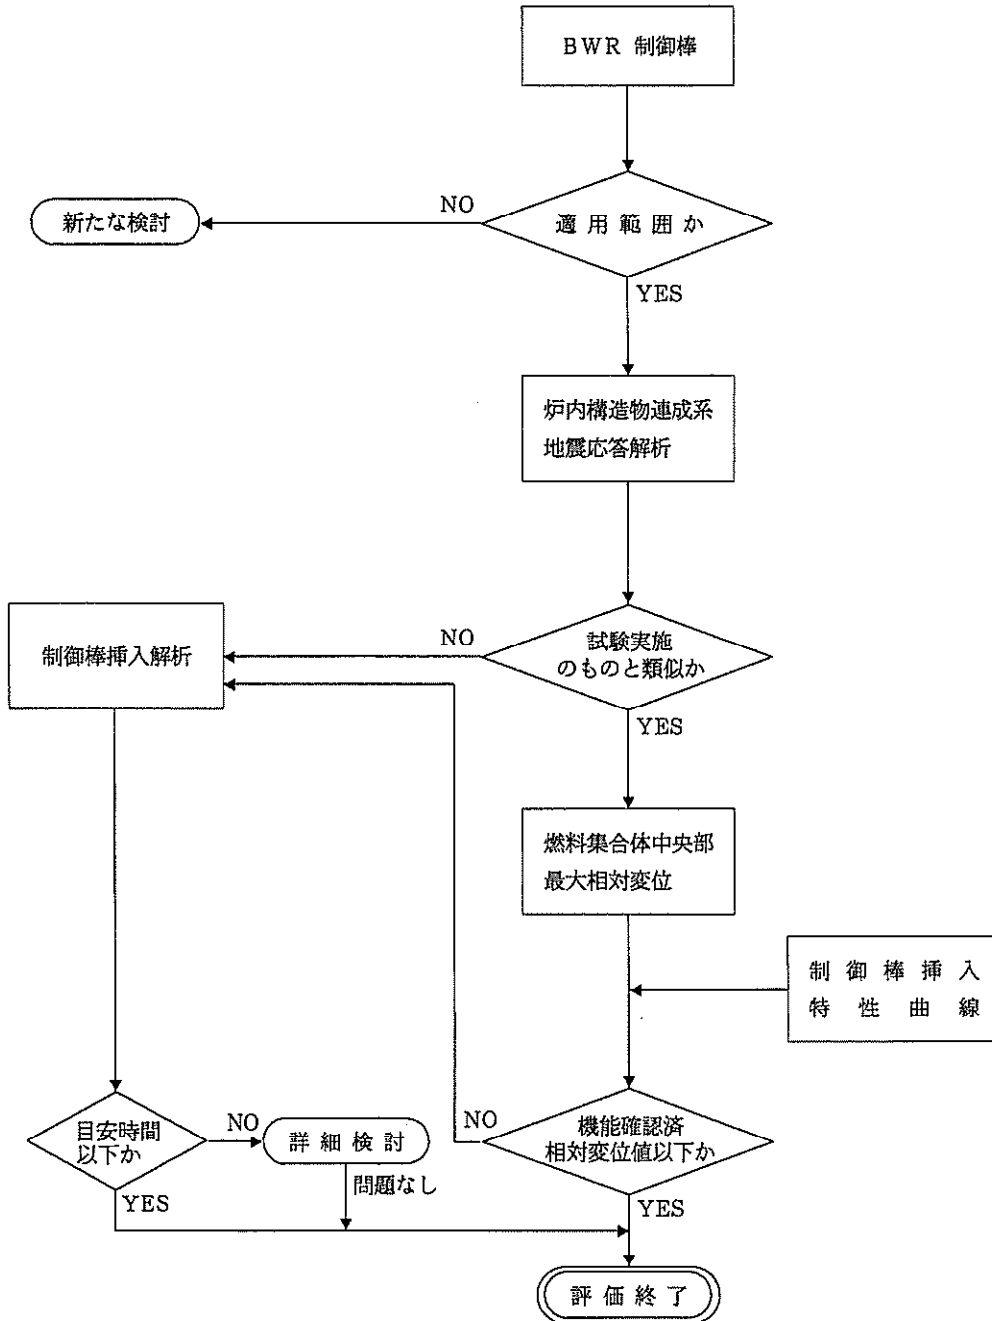 BWR 制御棒
NO
新たな検討
適用範囲か
YES
炉内構造物連成系
地震応答解析
制御棒挿入解析
NO
試験実施
のものと類似か
YES
燃料集合体中央部
最大相対変位
制御棒挿入
特性曲線
目安時間
以下か
NO
詳細検討
NO
機能確認済
相対変位値以下か
問題なし
YES
YES
評価終了